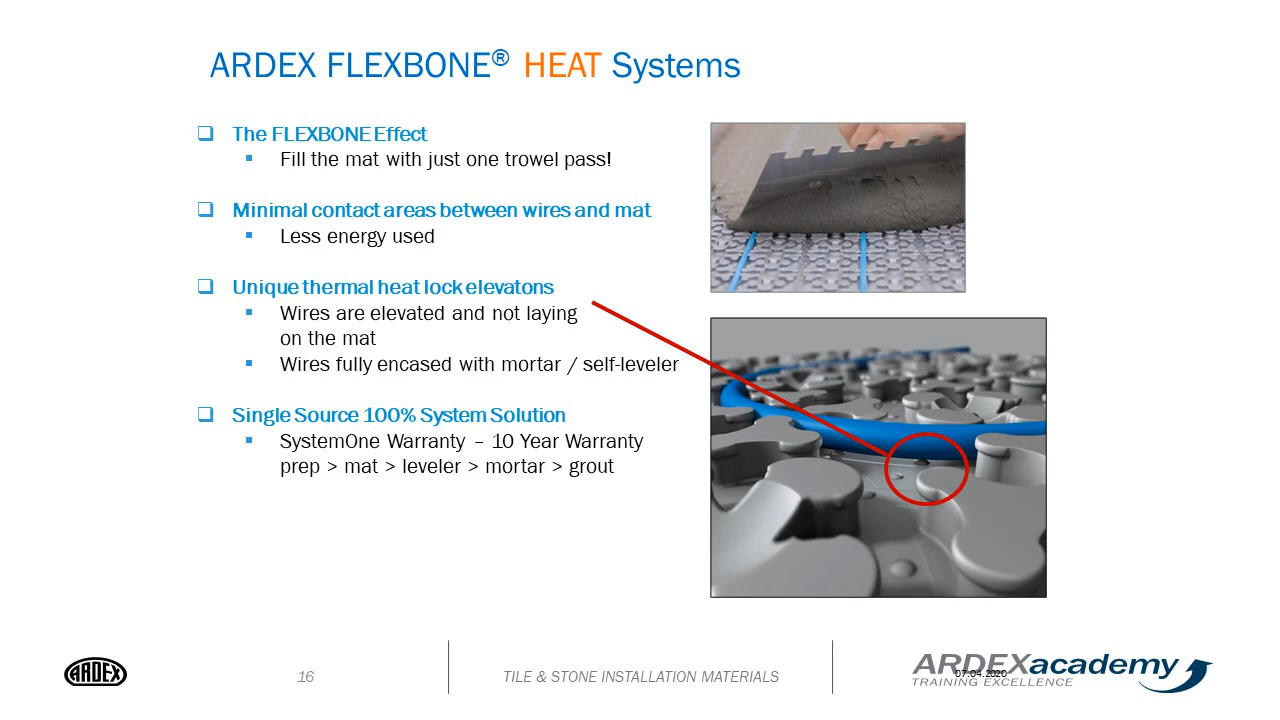 ARDEX FLEXBONE® HEAT Systems
❑ The FLEXBONE Effect
▪ Fill the mat with just one trowel pass!
❑ Minimal contact areas between wires and mat
▪ Less energy used
❑ Unique thermal heat lock elevatons
▪ Wires are elevated and not laying
on the mat
▪ Wires fully encased with mortar / self-leveler
❑ Single Source 100% System Solution
▪ SystemOne Warranty – 10 Year Warranty
prep > mat > leveler > mortar > grout
ARDEX
16
TILE & STONE INSTALLATION MATERIALS
ARDEXacademy
07.04.2020
TRAINING EXCELLENCE